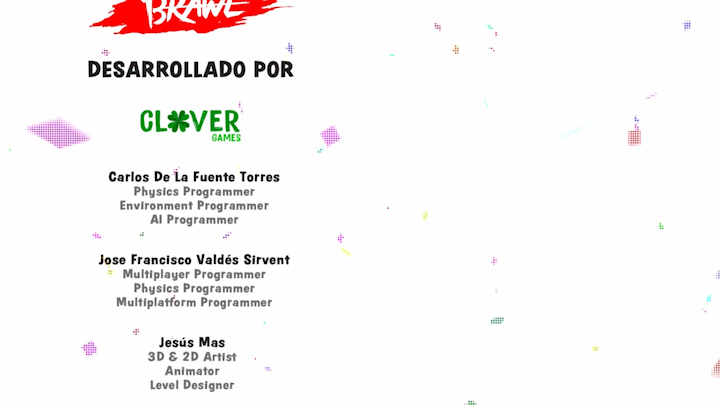 BRAWL
DESARROLLADO POR
CLOVER
GAMES
Carlos De La Fuente Torres
Physics Programmer
Environment Programmer
AI Programmer
Jose Francisco Valdés Sirvent
Multiplayer Programmer
Physics Programmer
Multiplatform Programmer
Jesús Mas
3D & 2D Artist
Animator
Level Designer